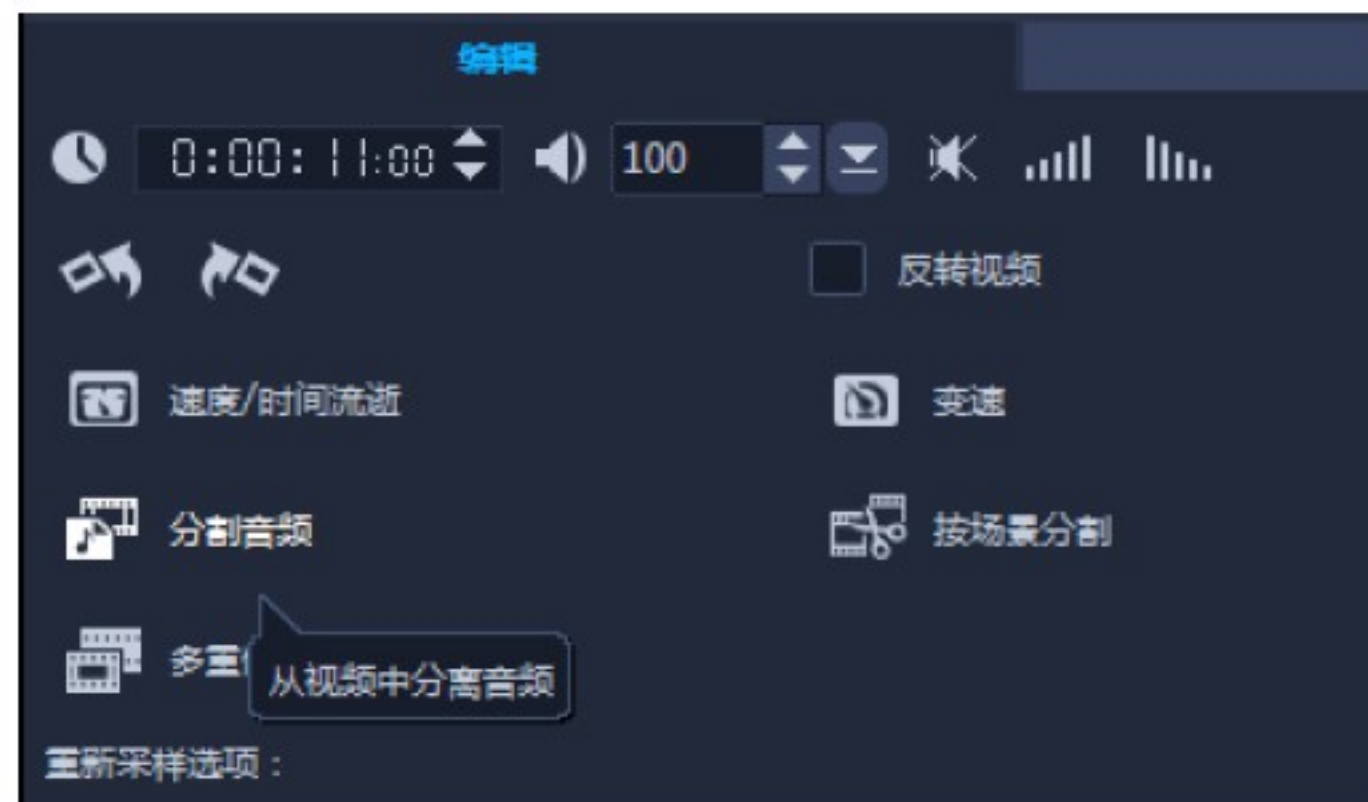 编辑
0:00:11:00 100
反转视频
速度/时间流逝 变速
分割音频 按场景分割
多重
从视频中分离音频
重新采样选项：